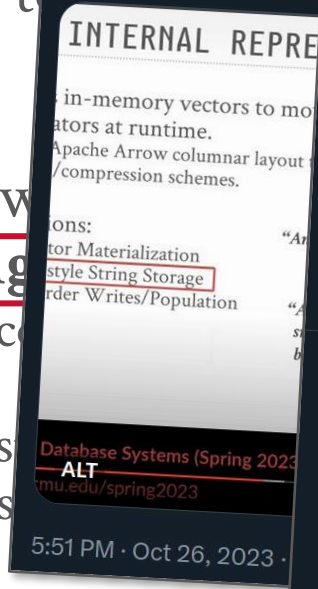 INTERNAL REPRE
in-memory vectors to mo
ators at runtime.
Apache Arrow columnar layout
/compression schemes.
ions:
tor Materialization
style String Storage
rder Writes/Population
Database Systems (Spring 2023
ALT
mu.edu/spring2023
5:51 PM · Oct 26, 2023 ·